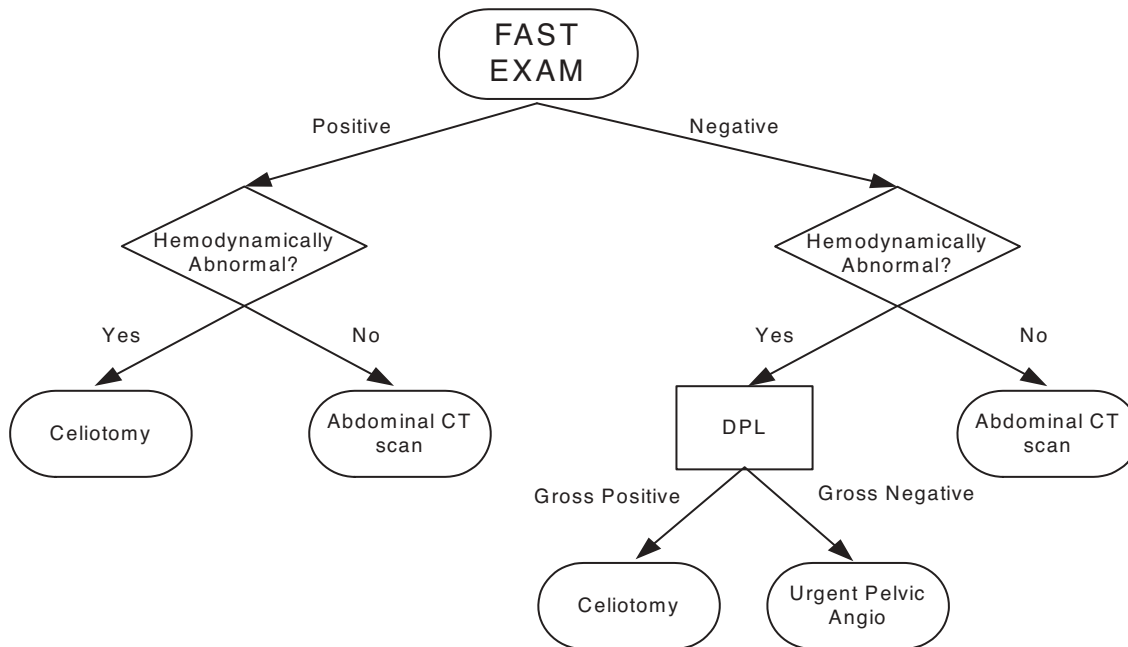 FAST
EXAM
Positive
Negative
Hemodynamically
Abnormal?
Hemodynamically
Abnormal?
Yes
No
Yes
No
Celiotomy
Abdominal CT
scan
DPL
Abdominal CT
scan
Gross Positive
Gross Negative
Celiotomy
Urgent Pelvic
Angio